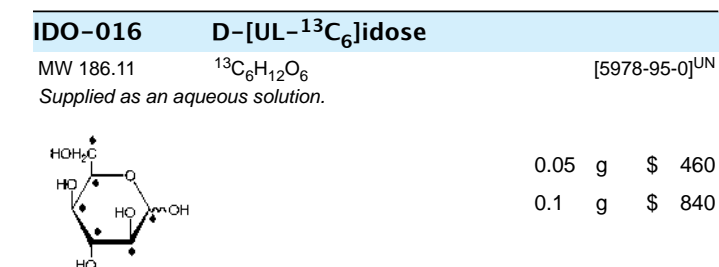 IDO-016 D-[UL-¹³C₆]idose
MW 186.11 ¹³C₆H₁₂O₆ [5978-95-0]ᵁᴺ
Supplied as an aqueous solution.
HOH₂C
O
HO
HO OH
HO
0.05 g $ 460
0.1 g $ 840